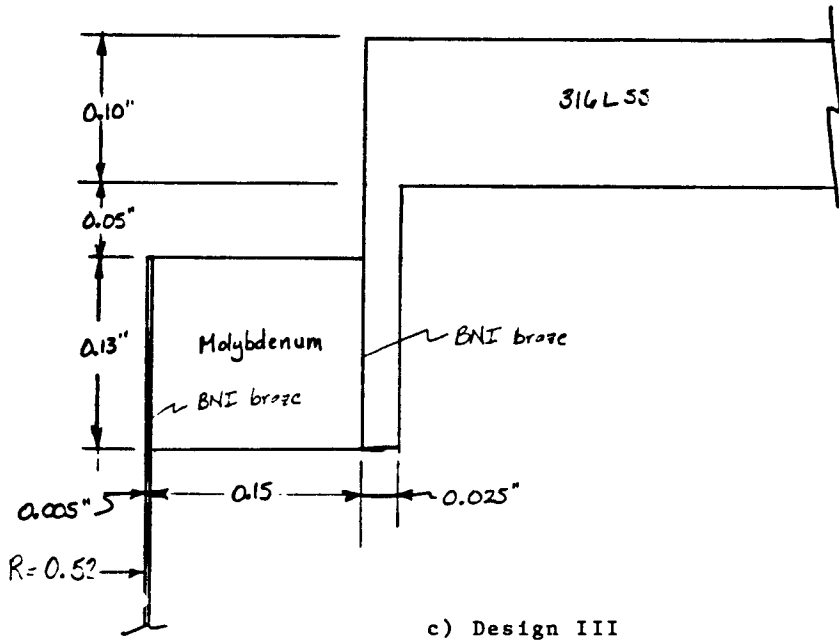 0.10"
316L SS
0.05"
0.13"
Molybdenum
BNI braze
BNI braze
0.005"
0.15
0.025"
R=0.52
c) Design III